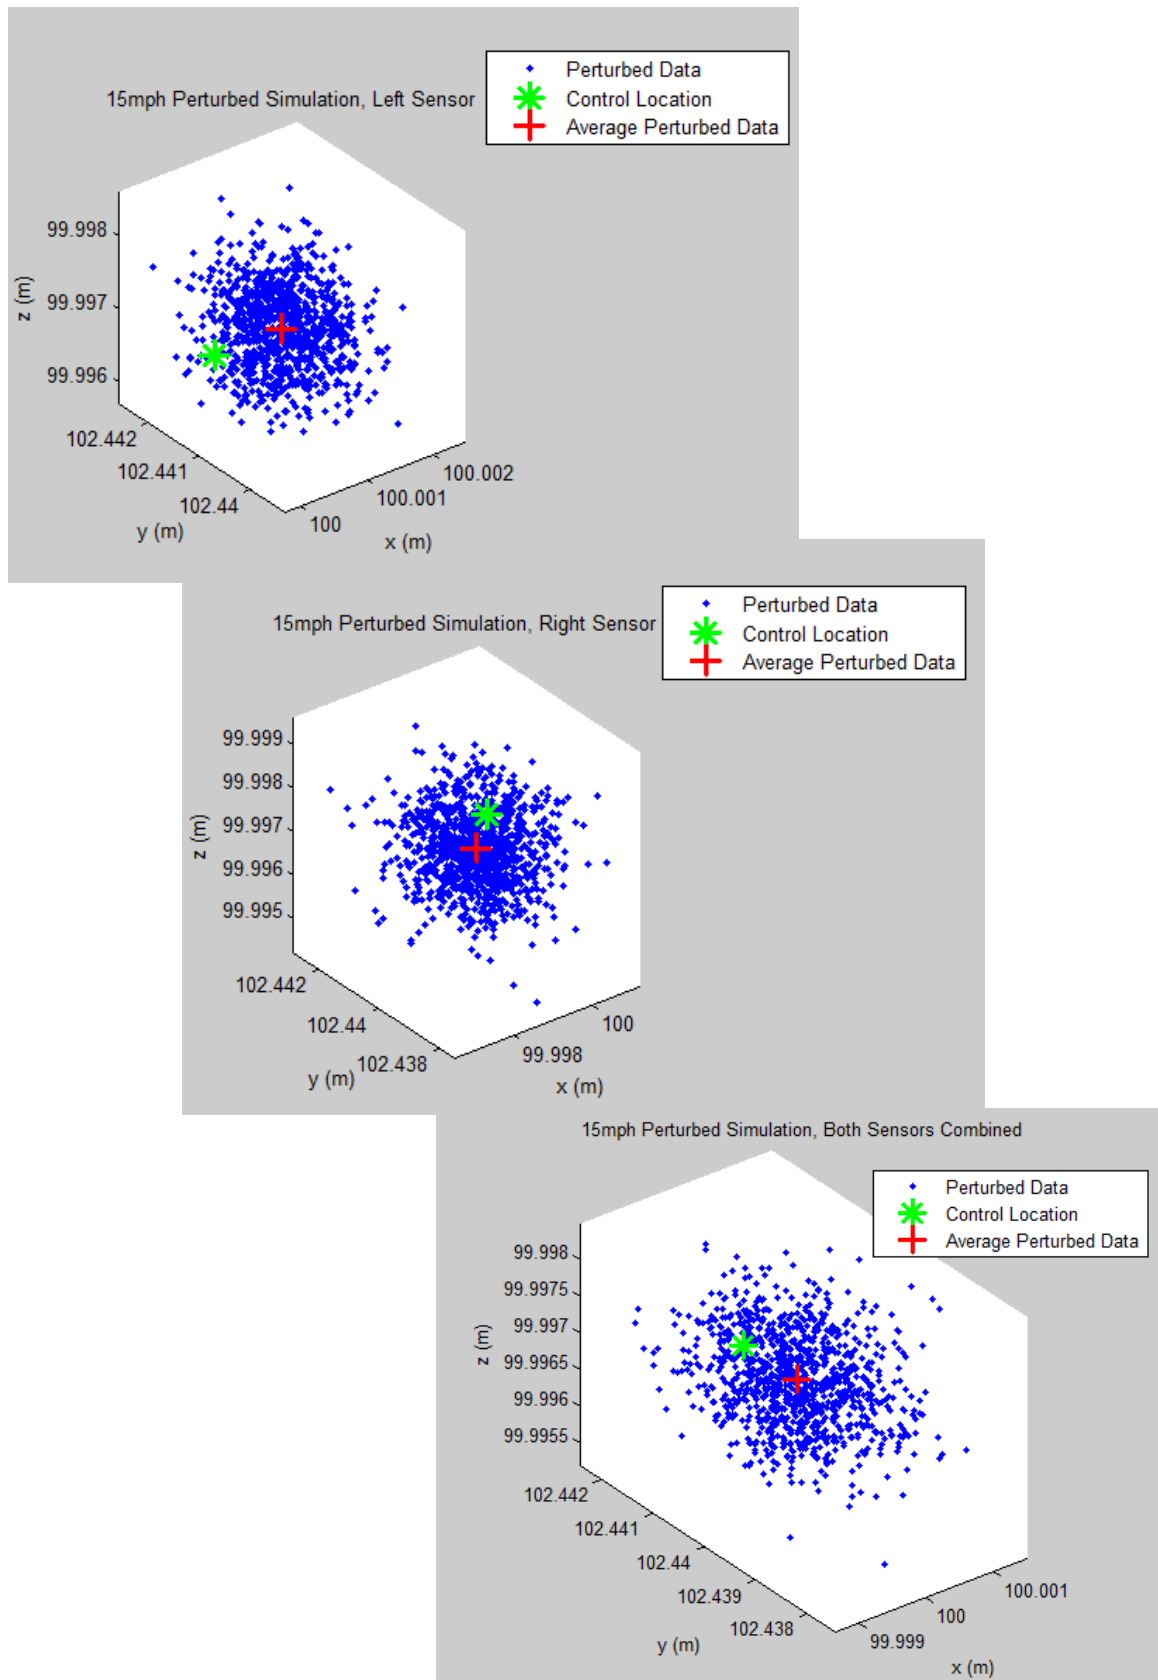 15mph Perturbed Simulation, Left Sensor
Perturbed Data
Control Location
Average Perturbed Data
99.998
99.997
99.996
z (m)
102.442
102.441
102.44
y (m)
100
100.001
100.002
x (m)
15mph Perturbed Simulation, Right Sensor
Perturbed Data
Control Location
Average Perturbed Data
99.999
99.998
99.997
99.996
99.995
z (m)
102.442
102.44
102.438
y (m)
99.998
100
x (m)
15mph Perturbed Simulation, Both Sensors Combined
Perturbed Data
Control Location
Average Perturbed Data
99.998
99.9975
99.997
99.9965
99.996
99.9955
z (m)
102.442
102.441
102.44
102.439
102.438
y (m)
99.999
100
100.001
x (m)